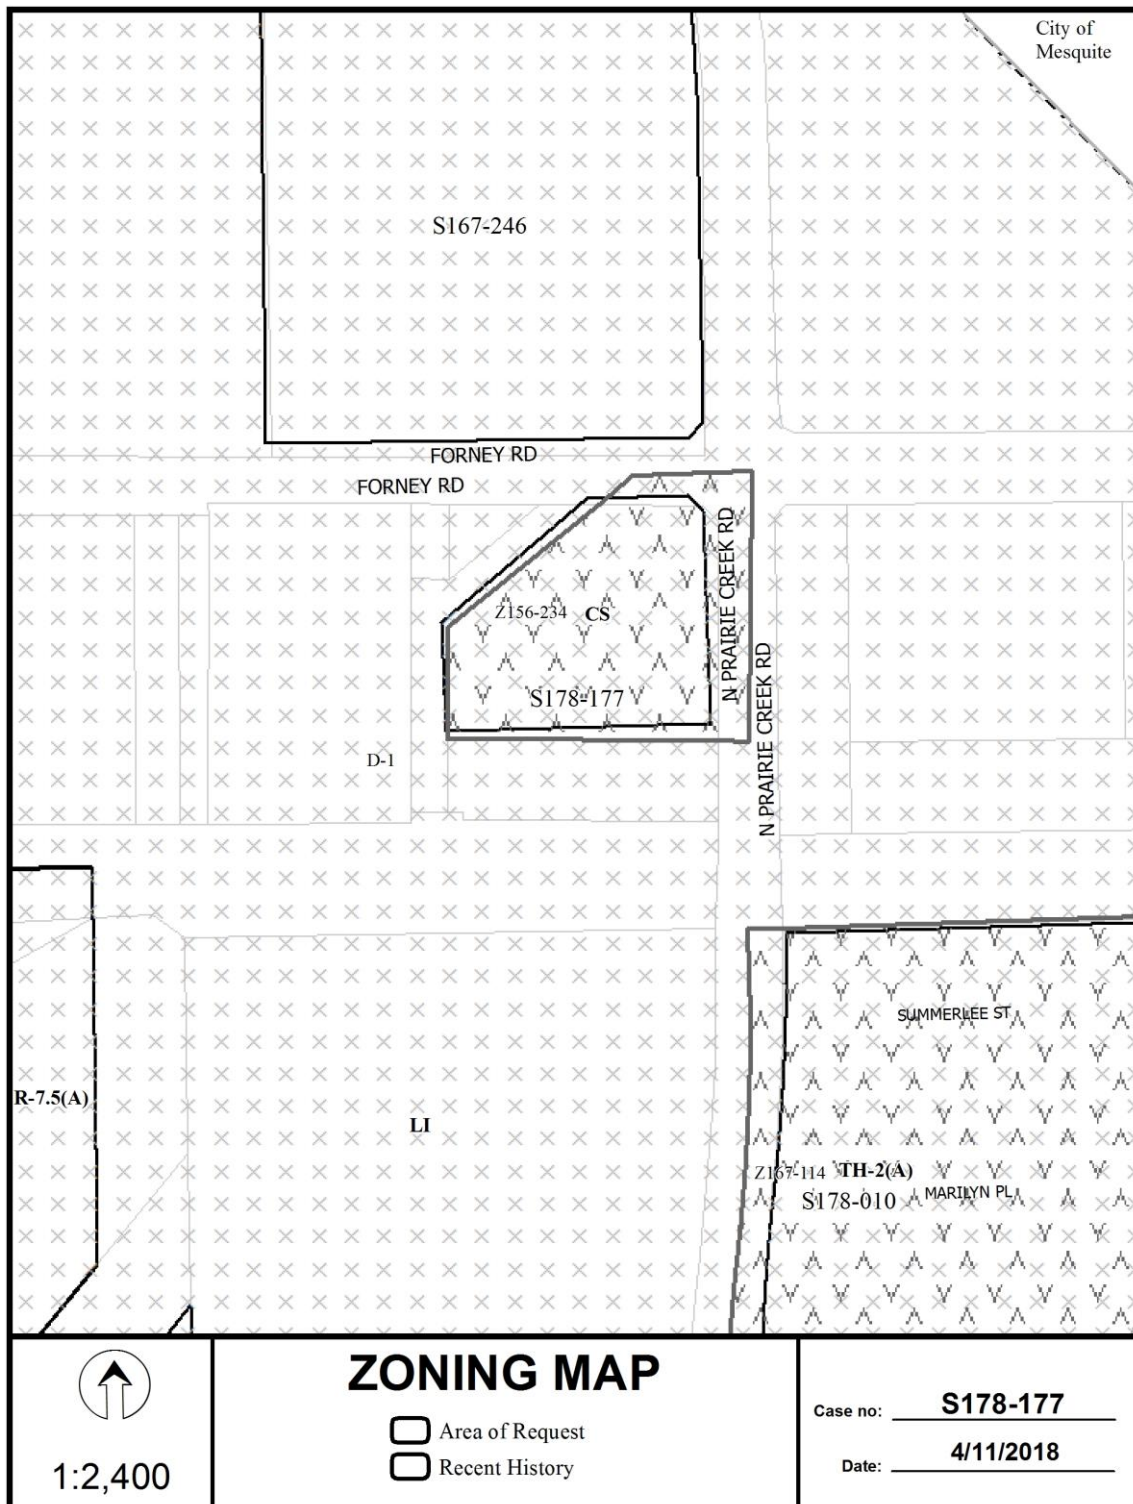 City of
Mesquite
S167-246
FORNEY RD
FORNEY RD
N PRAIRIE CREEK RD
Z156-234 CS
S178-177
N PRAIRIE CREEK RD
D-1
SUMMERLEE ST
R-7.5(A)
LI
Z167-114 TH-2(A)
MARILYN PL
S178-010
1:2,400
ZONING MAP
Area of Request
Recent History
Case no: S178-177
Date: 4/11/2018